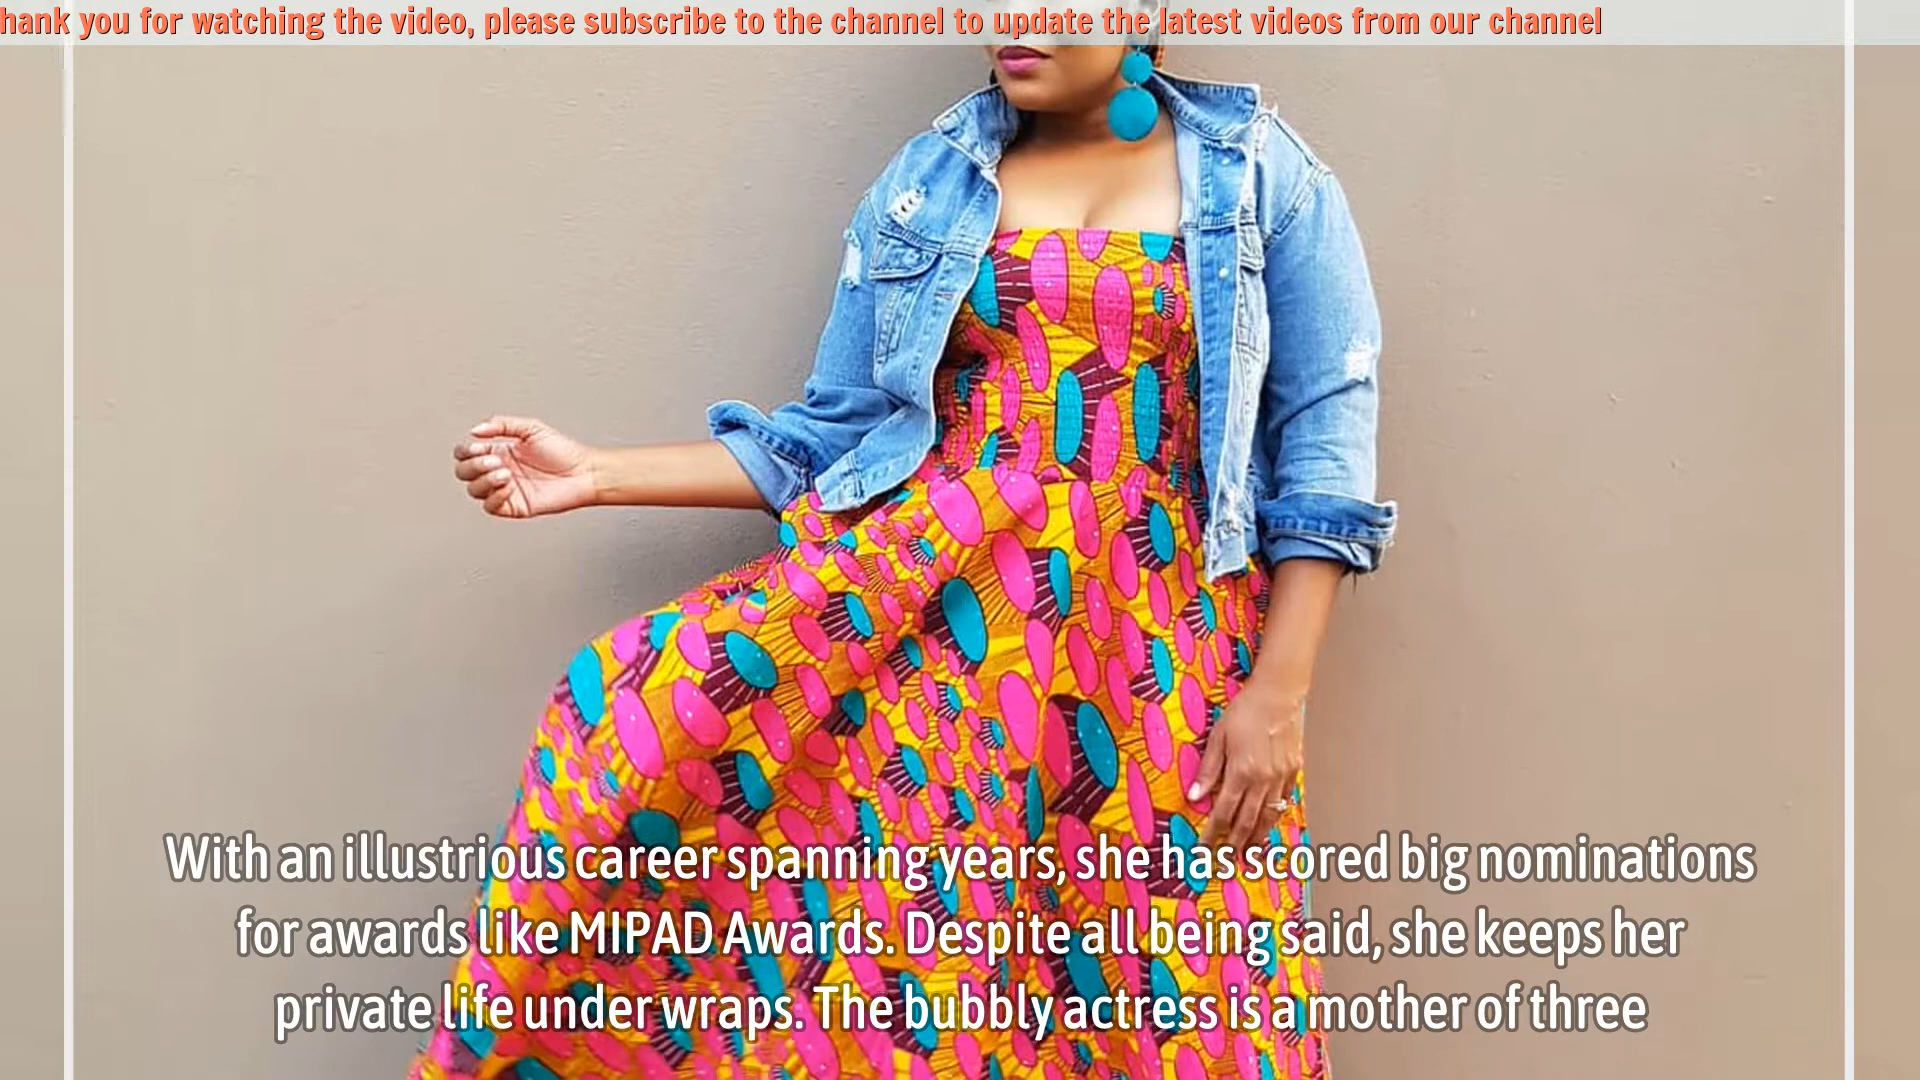 hank you for watching the video, please subscribe to the channel to update the latest videos from our channel
With an illustrious career spanning years, she has scored big nominations
for awards like MIPAD Awards. Despite all being said, she keeps her
private life under wraps. The bubbly actress is a mother of three